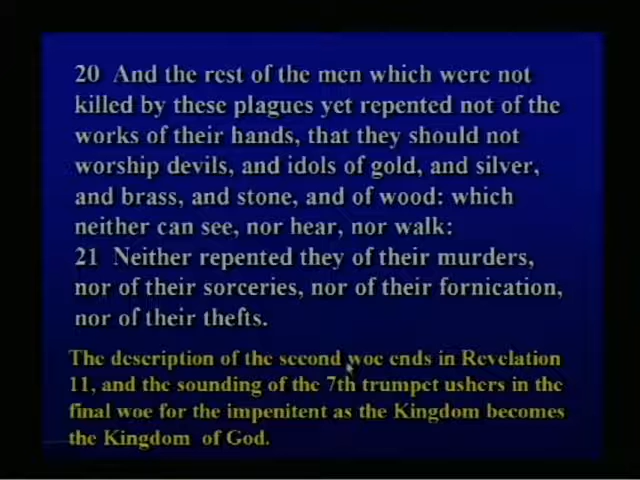 20  And the rest of the men which were not
killed by these plagues yet repented not of the
works of their hands, that they should not
worship devils, and idols of gold, and silver,
and brass, and stone, and of wood: which
neither can see, nor hear, nor walk:
21  Neither repented they of their murders,
nor of their sorceries, nor of their fornication,
nor of their thefts.
The description of the second woe ends in Revelation
11, and the sounding of the 7th trumpet ushers in the
final woe for the impenitent as the Kingdom becomes
the Kingdom  of God.